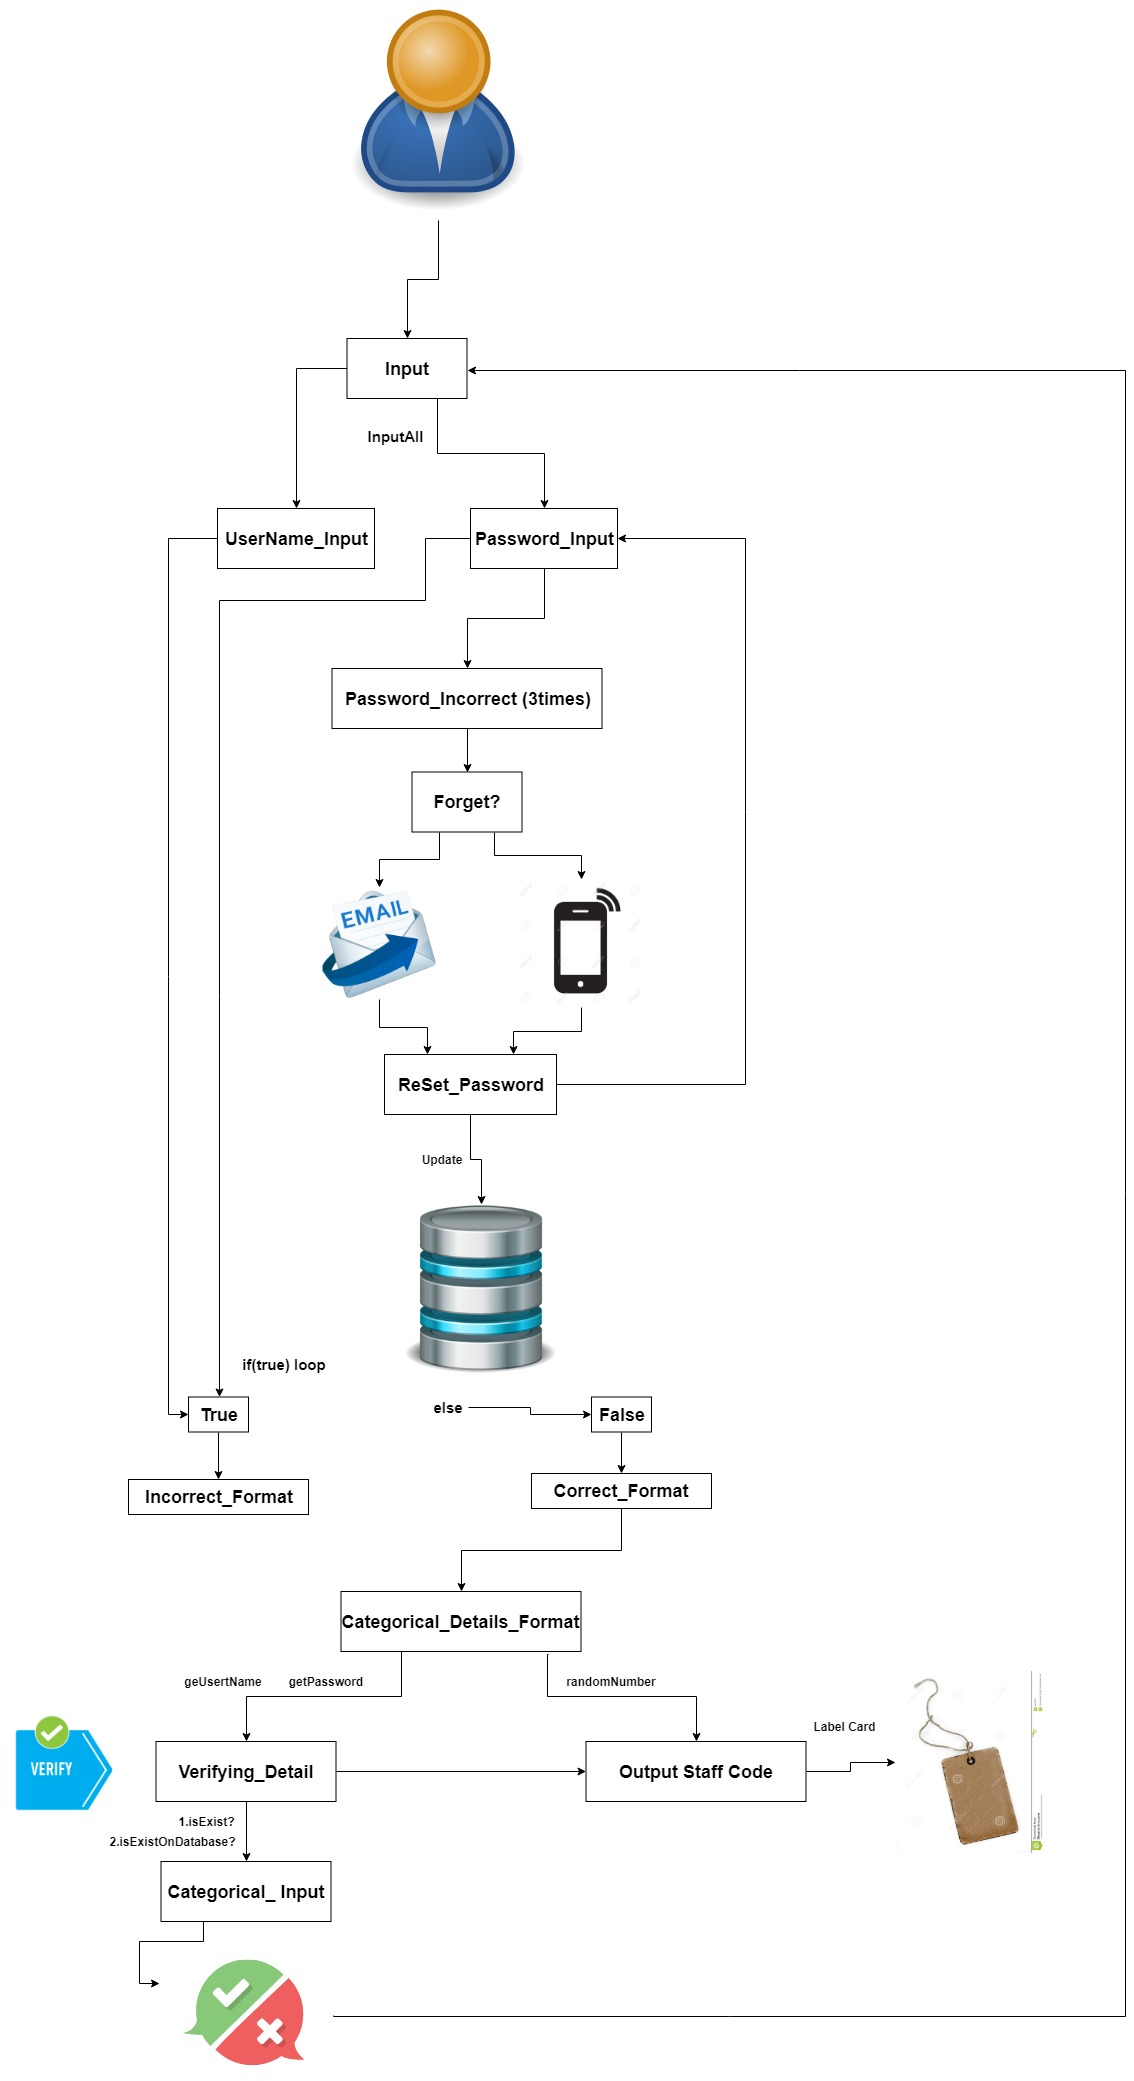 Input
InputAll
UserName_Input
Password_Input
Password_Incorrect (3times)
Forget?
EMAIL
ReSet_Password
Update
if(true) loop
else
True
False
Incorrect_Format
Correct_Format
Categorical_Details_Format
geUsertName
getPassword
randomNumber
Label Card
VERIFY
Verifying_Detail
Output Staff Code
1.isExist?
2.isExistOnDatabase?
Categorical_ Input